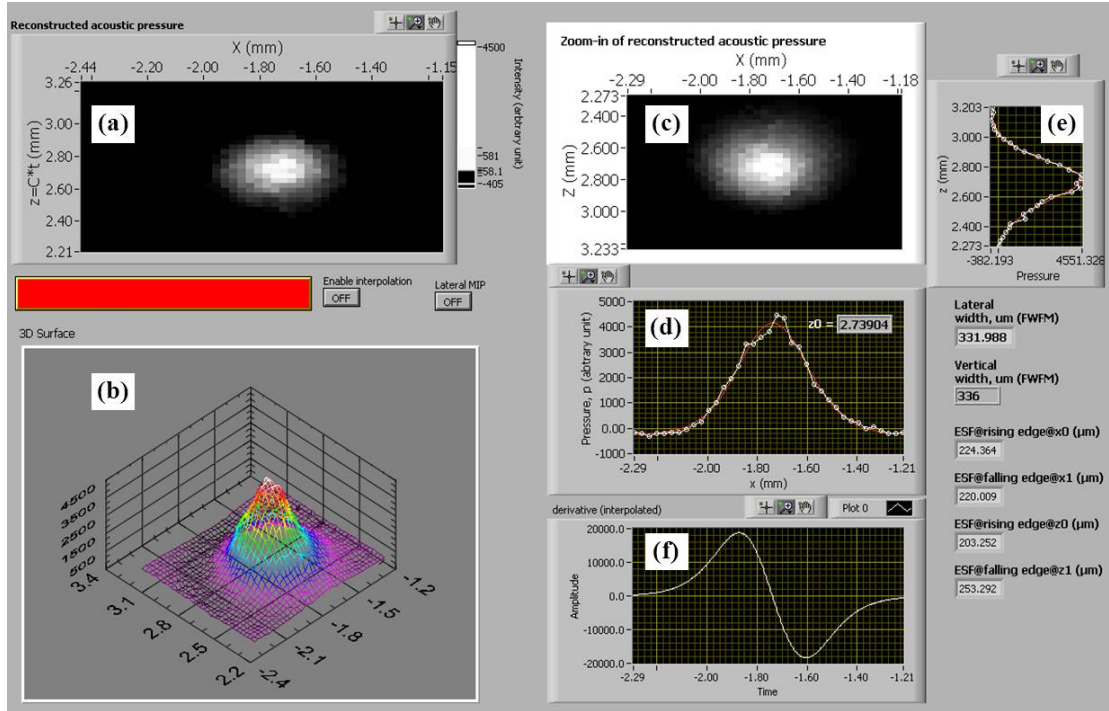 Reconstructed acoustic pressure
X (mm)
-2.44 -2.20 -2.00 -1.80 -1.60 -1.40 -1.15
3.26
3.00
2.80
2.60
2.40
2.21
z=C*t (mm)
(a)
4500
581
58.1
-405
Intensity (arbitrary unit)
Enable interpolation
OFF
Lateral MIP
OFF
3D Surface
(b)
4500
3500
2500
1500
500
3.4
3.1
2.8
2.5
2.2
-2.4
-2.1
-1.8
-1.5
-1.2
Zoom-in of reconstructed acoustic pressure
X (mm)
-2.29 -2.00 -1.80 -1.60 -1.40 -1.18
2.273
2.400
2.600
2.800
3.000
3.233
Z (mm)
(c)
(e)
3.203
3.000
2.800
2.600
2.400
2.273
z (mm)
-382.193 4551.328
Pressure
(d)
z0 = 2.73904
5000
4000
3000
2000
1000
0.00
-1000
Pressure, p (abtrary unit)
-2.29 -2.00 -1.80 -1.60 -1.40 -1.21
x (mm)
derivative (interpolated)
Plot 0
(f)
20000.0
10000.0
0.0
-10000.0
-20000.0
Amplitude
-2.29 -2.00 -1.80 -1.60 -1.40 -1.21
Time
Lateral
width, um (FWFM)
331.988
Vertical
width, um (FWFM)
336
ESF@rising edge@x0 (µm)
224.364
ESF@falling edge@x1 (µm)
220.009
ESF@rising edge@z0 (µm)
203.252
ESF@falling edge@z1 (µm)
253.292